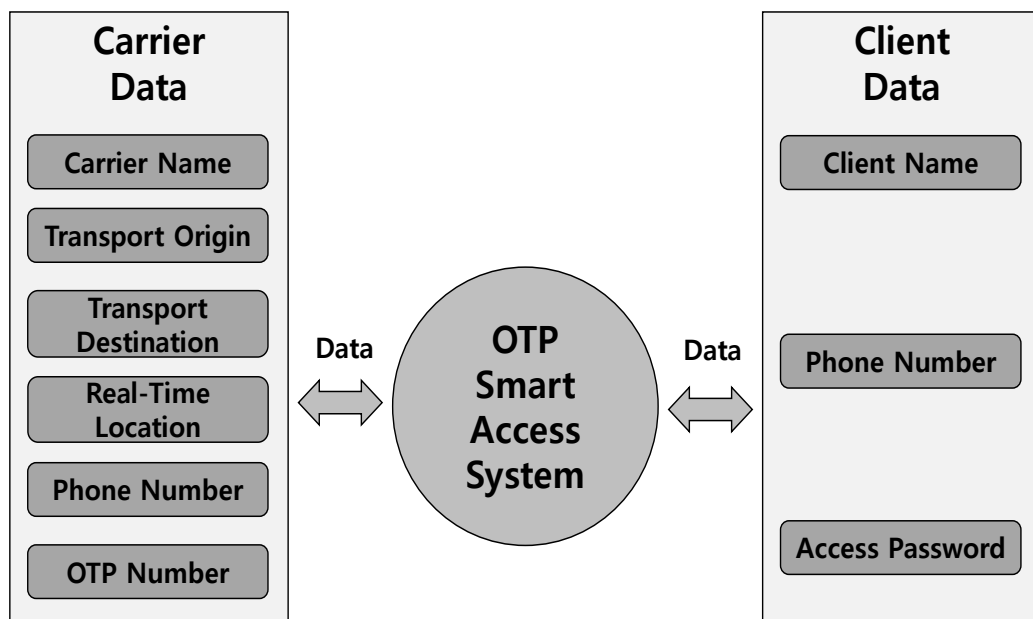 Carrier
Data
Carrier Name
Transport Origin
Transport
Destination
Real-Time
Location
Phone Number
OTP Number
Data
OTP
Smart
Access
System
Data
Client
Data
Client Name
Phone Number
Access Password